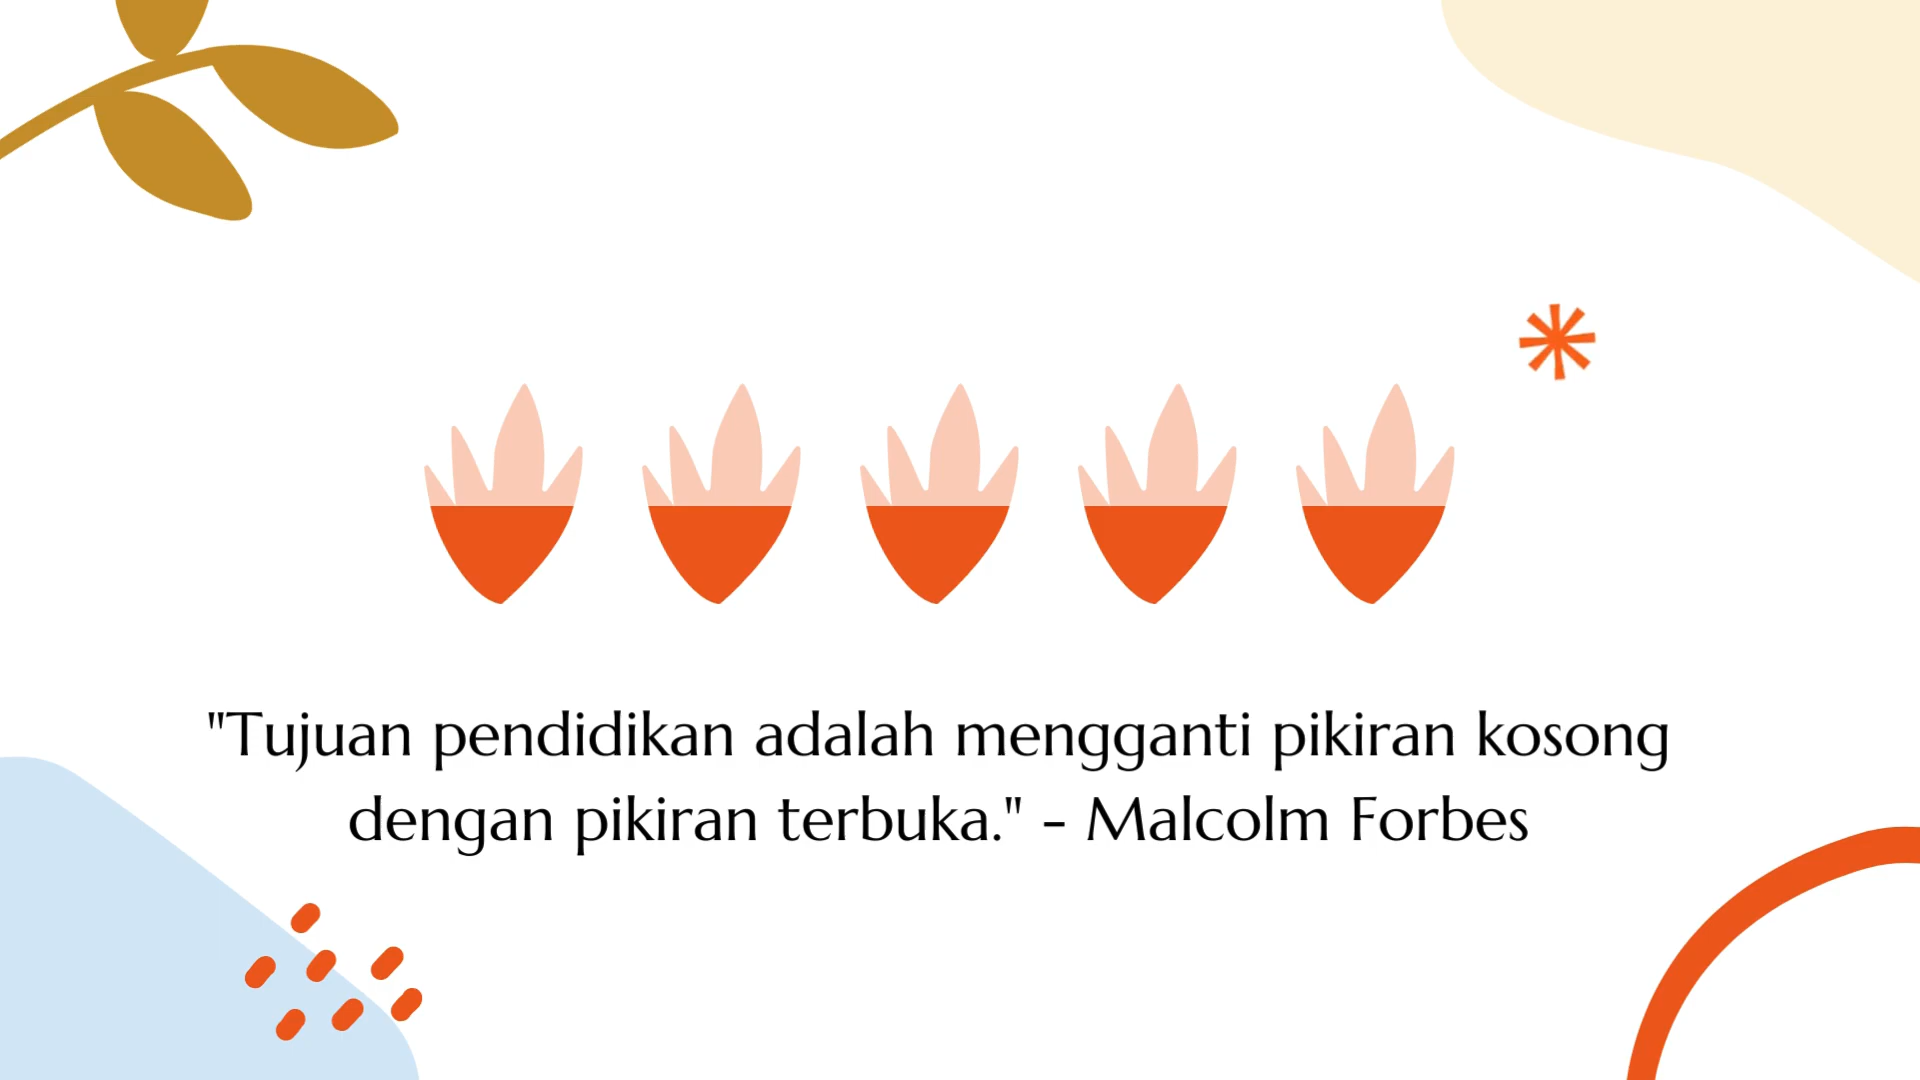 "Tujuan pendidikan adalah mengganti pikiran kosong
dengan pikiran terbuka." - Malcolm Forbes